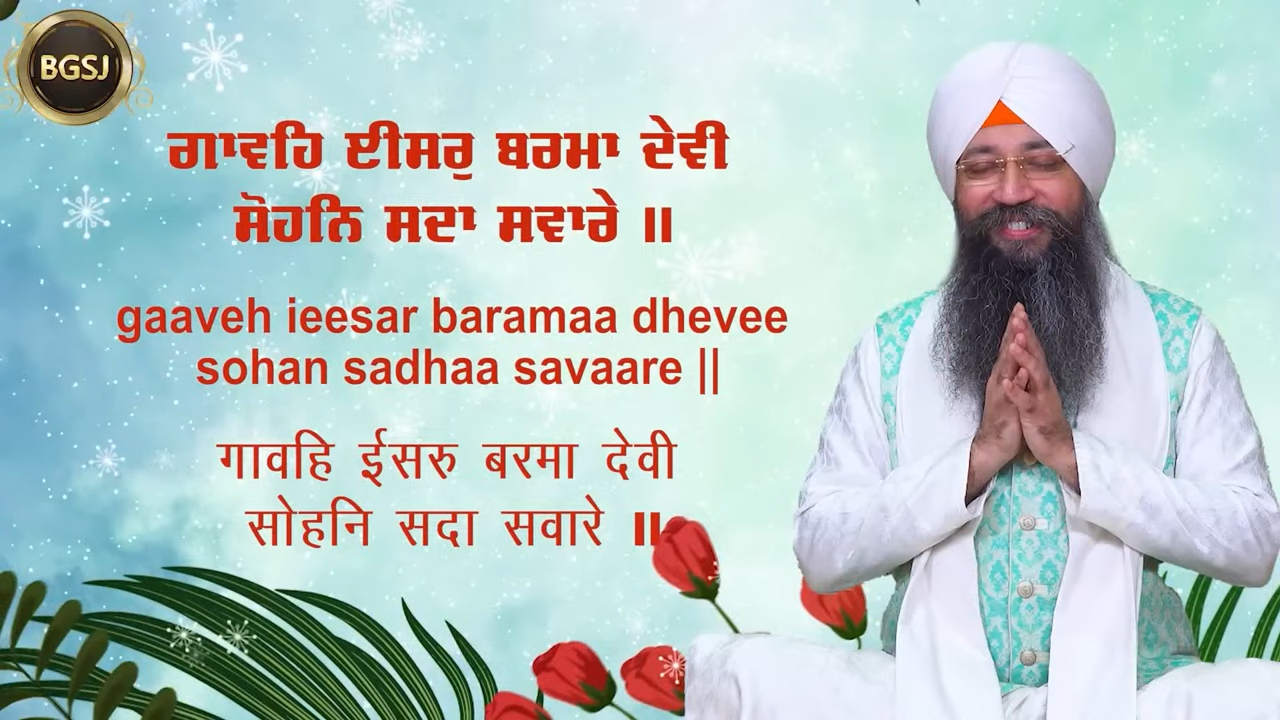 BGSJ
ਗਾਵਹਿ ਈਸਰੁ ਬਰਮਾ ਦੇਵੀ
ਸੋਹਨਿ ਸਦਾ ਸਵਾਰੇ ॥
gaaveh ieesar baramaa dhevee
sohan sadhaa savaare ||
गावहि ईसरु बरमा देवी
सोहनि सदा सवारे ॥